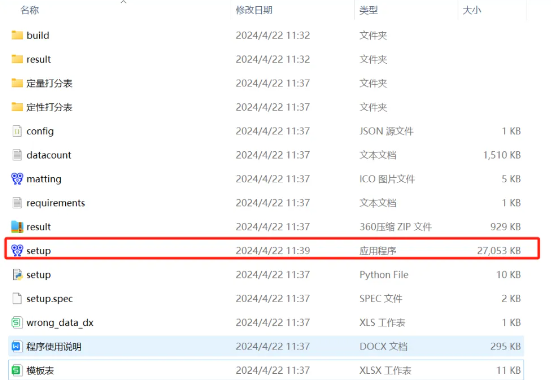 名称 修改日期 类型 大小
build 2024/4/22 11:32 文件夹
result 2024/4/22 11:32 文件夹
定量打分表 2024/4/22 11:37 文件夹
定性打分表 2024/4/22 11:37 文件夹
config 2024/4/22 11:37 JSON 源文件 1 KB
datacount 2024/4/22 11:37 文本文档 1,510 KB
matting 2024/4/22 11:37 ICO 图片文件 5 KB
requirements 2024/4/22 11:37 文本文档 1 KB
result 2024/4/22 11:37 360压缩 ZIP 文件 929 KB
setup 2024/4/22 11:39 应用程序 27,053 KB
setup 2024/4/22 11:37 Python File 10 KB
setup.spec 2024/4/22 11:37 SPEC 文件 2 KB
wrong_data_dx 2024/4/22 11:37 XLS 工作表 1 KB
程序使用说明 2024/4/22 11:37 DOCX 文档 295 KB
模板表 2024/4/22 11:37 XLSX 工作表 11 KB